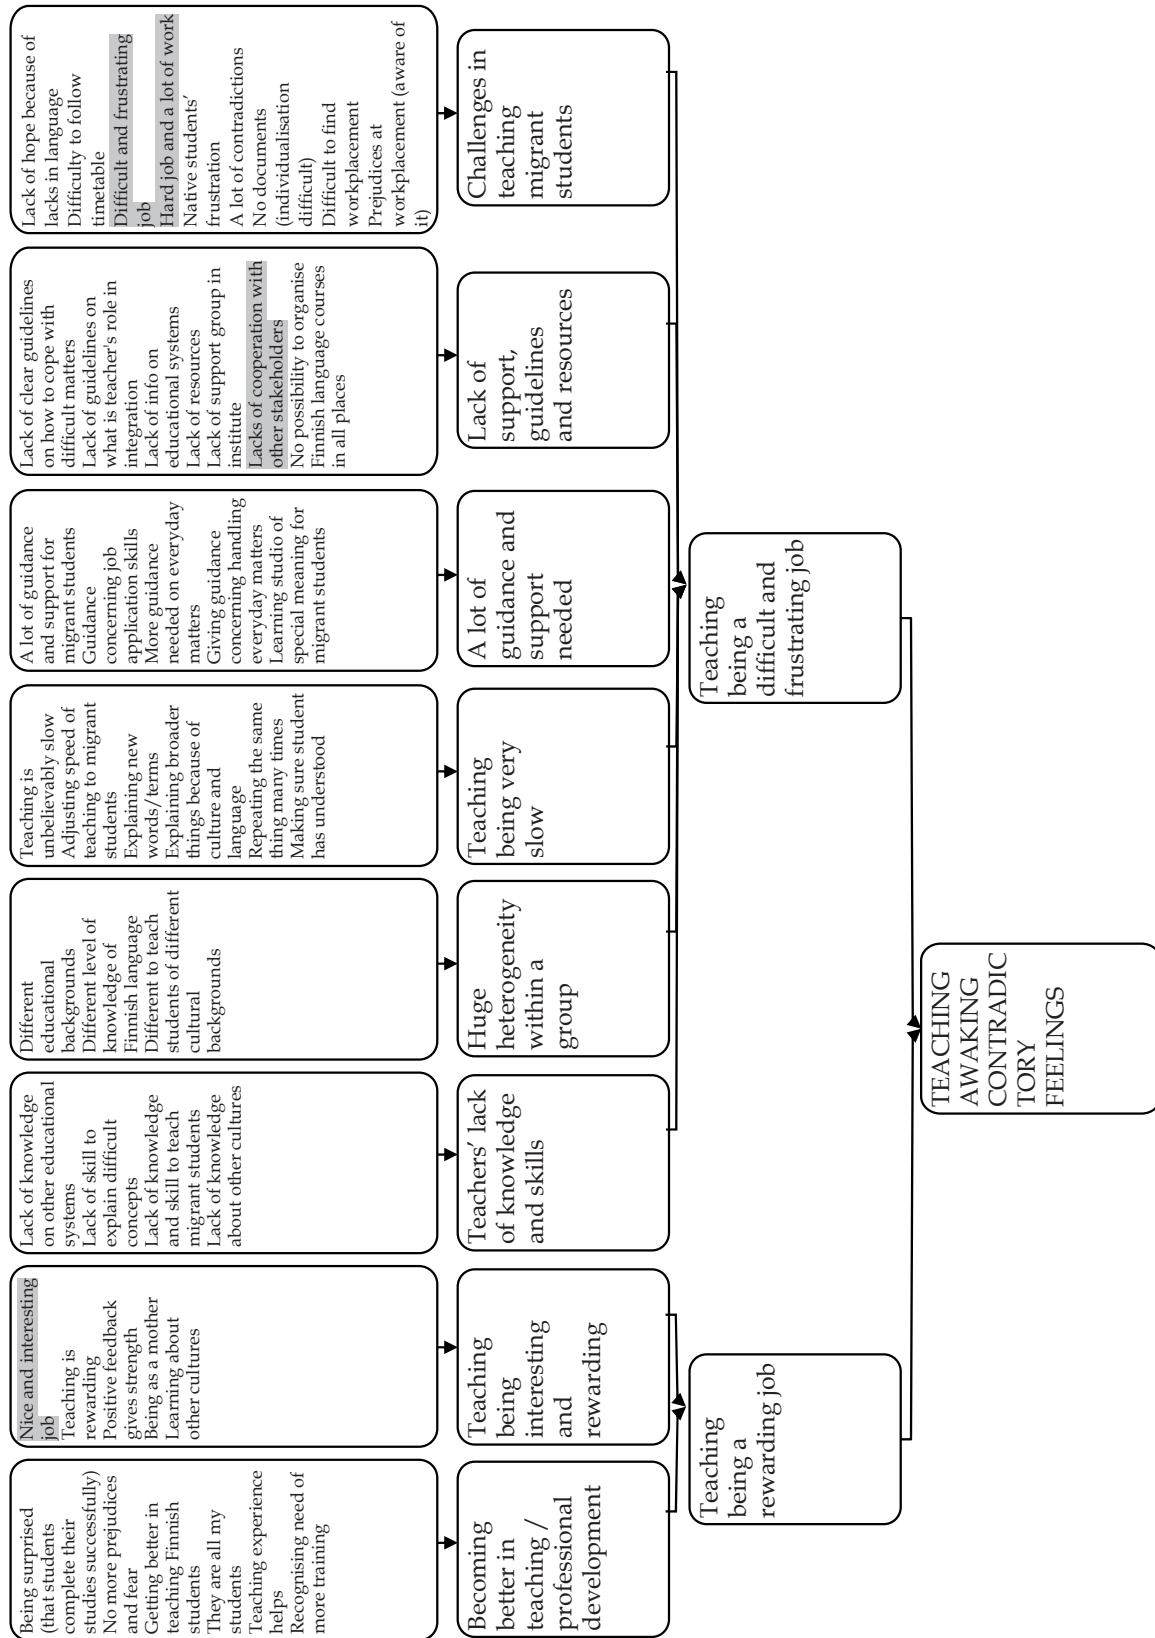 Being surprised
(that students
complete their
studies successfully)
No more prejudices
and fear
Getting better in
teaching Finnish
students
They are all my
students
Teaching experience
helps
Recognising need of
more training
Nice and interesting
job
Teaching is
rewarding
Positive feedback
gives strength
Being as a mother
Learning about
other cultures
Lack of knowledge
on other educational
systems
Lack of skill to
explain difficult
concepts
Lack of knowledge
and skill to teach
migrant students
Lack of knowledge
about other cultures
Different
educational
backgrounds
Different level of
knowledge of
Finnish language
Different to teach
students of different
cultural
backgrounds
Teaching is
unbelievably slow
Adjusting speed of
teaching to migrant
students
Explaining new
words/terms
Explaining broader
things because of
culture and
language
Repeating the same
thing many times
Making sure student
has understood
A lot of guidance
and support for
migrant students
Guidance
concerning job
application skills
More guidance
needed on everyday
matters
Giving guidance
concerning handling
everyday matters
Learning studio of
special meaning for
migrant students
Lack of clear guidelines
on how to cope with
difficult matters
Lack of guidelines on
what is teacher's role in
integration
Lack of info on
educational systems
Lack of resources
Lack of support group in
institute
Lacks of cooperation with
other stakeholders
No possibility to organise
Finnish language courses
in all places
Lack of hope because of
lacks in language
Difficulty to follow
timetable
Difficult and frustrating
job
Hard job and a lot of work
Native students'
frustration
A lot of contradictions
No documents
(individualisation
difficult)
Difficult to find
workplacement
Prejudices at
workplacement (aware of
it)
Becoming
better in
teaching /
professional
development
Teaching
being
interesting
and
rewarding
Teachers' lack
of knowledge
and skills
Huge
heterogeneity
within a
group
Teaching
being very
slow
A lot of
guidance and
support
needed
Lack of
support,
guidelines
and resources
Challenges in
teaching
migrant
students
Teaching
being a
rewarding job
Teaching
being a
difficult and
frustrating job
TEACHING
AWAKING
CONTRADIC
TORY
FEELINGS